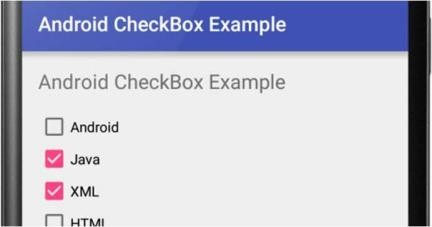 Android CheckBox Example
Android CheckBox Example
Android
Java
XML
HTML